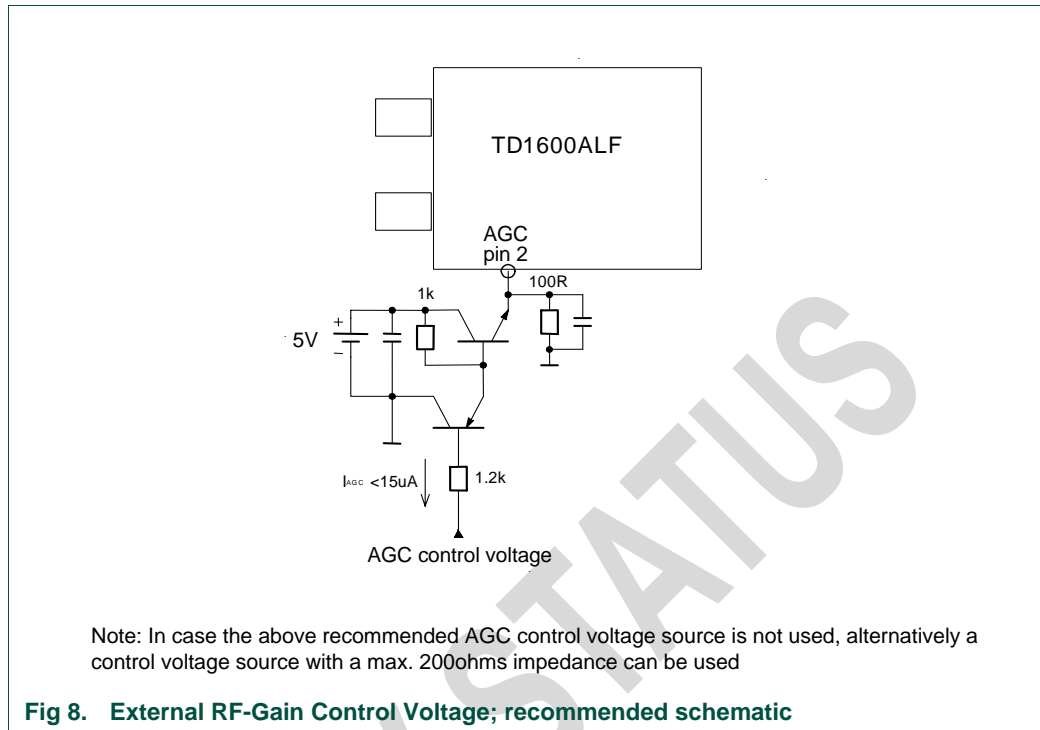 TD1600ALF
AGC
pin 2
100R
1k
5V
+
–
IAGC <15uA
1.2k
AGC control voltage
STATUS
Note: In case the above recommended AGC control voltage source is not used, alternatively a
control voltage source with a max. 200ohms impedance can be used
Fig 8. External RF-Gain Control Voltage; recommended schematic